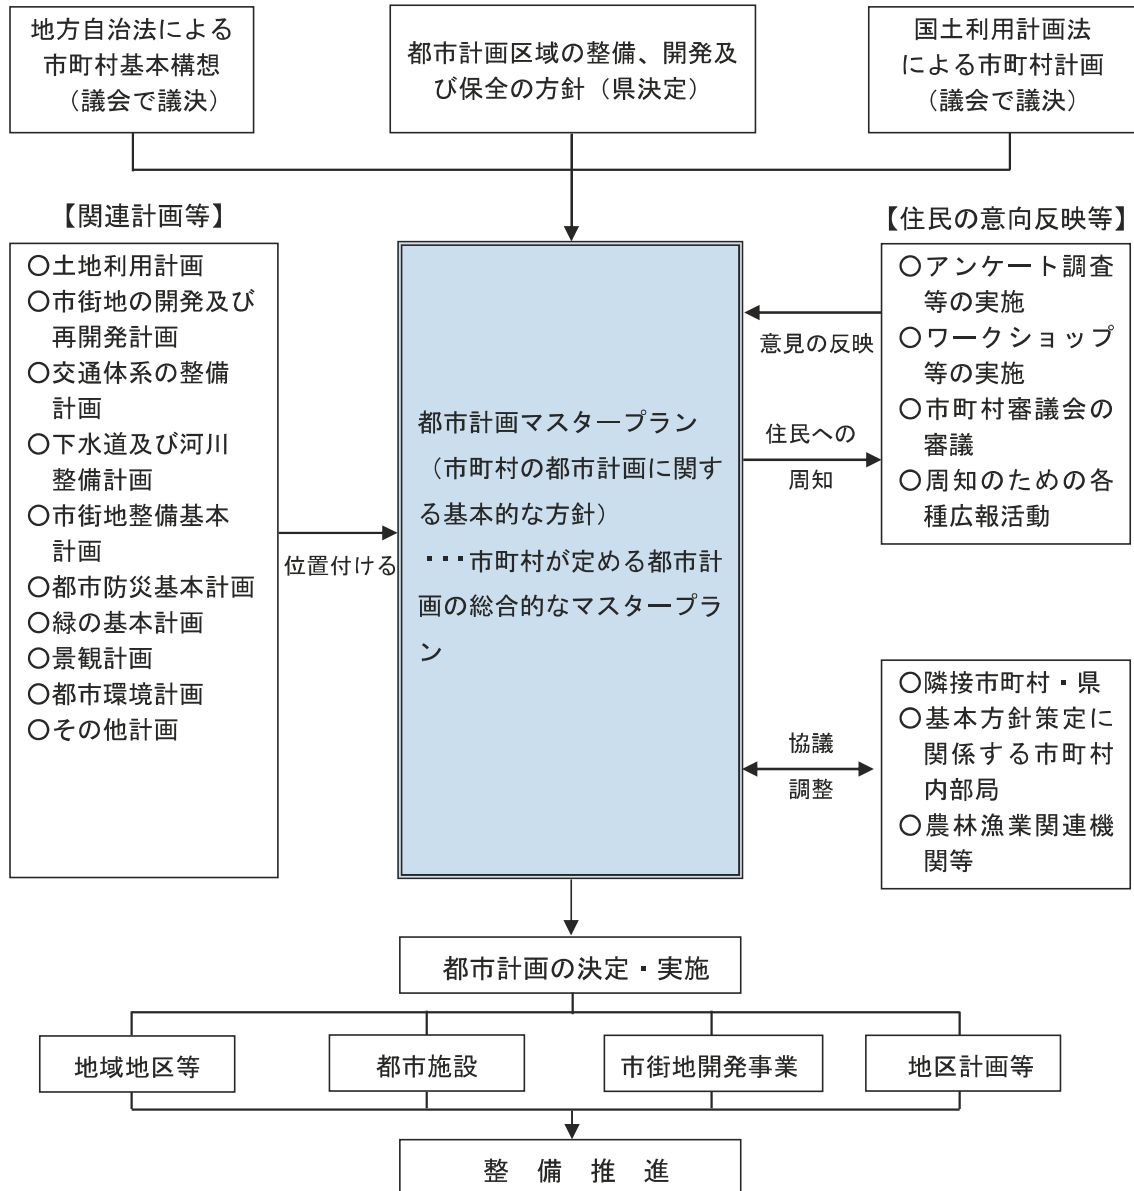 地方自治法による
市町村基本構想
（議会で議決）
都市計画区域の整備、開発及
び保全の方針（県決定）
国土利用計画法
による市町村計画
（議会で議決）
【関連計画等】
○土地利用計画
○市街地の開発及び
再開発計画
○交通体系の整備
計画
○下水道及び河川
整備計画
○市街地整備基本
計画
○都市防災基本計画
○緑の基本計画
○景観計画
○都市環境計画
○その他計画
位置付ける
都市計画マスタープラン
（市町村の都市計画に関す
る基本的な方針）
・・・市町村が定める都市計
画の総合的なマスタープラ
ン
【住民の意向反映等】
○アンケート調査
等の実施
○ワークショップ
等の実施
○市町村審議会の
審議
○周知のための各
種広報活動
意見の反映
住民への
周知
○隣接市町村・県
○基本方針策定に
関係する市町村
内部局
○農林漁業関連機
関等
協議
調整
都市計画の決定・実施
地域地区等
都市施設
市街地開発事業
地区計画等
整　備　推　進